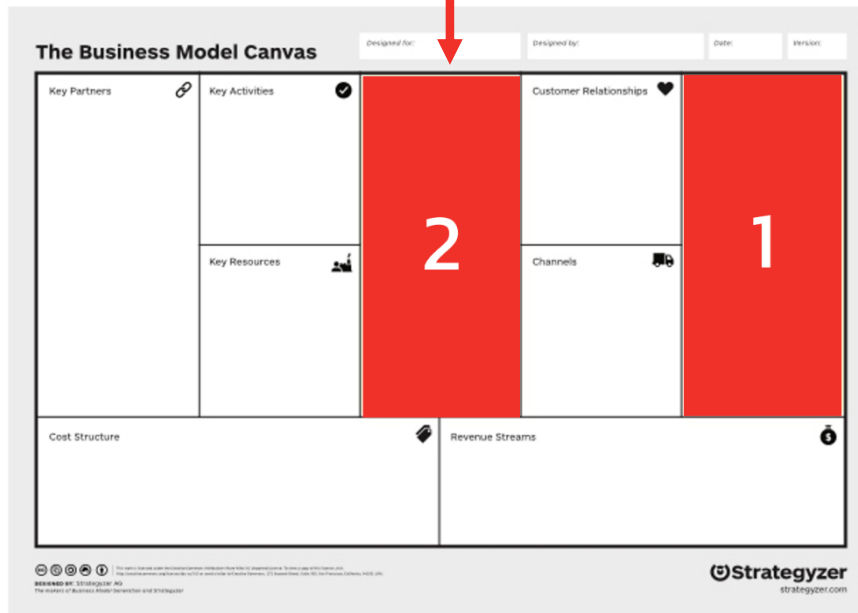 The Business Model Canvas
Designed for:
Designed by:
Date:
Version:
Key Partners
Key Activities
Customer Relationships
2
1
Key Resources
Channels
Cost Structure
Revenue Streams
$
DESIGNED BY: Strategyzer AG
The makers of Business Model Generation and Strategyzer
Strategyzer
strategyzer.com